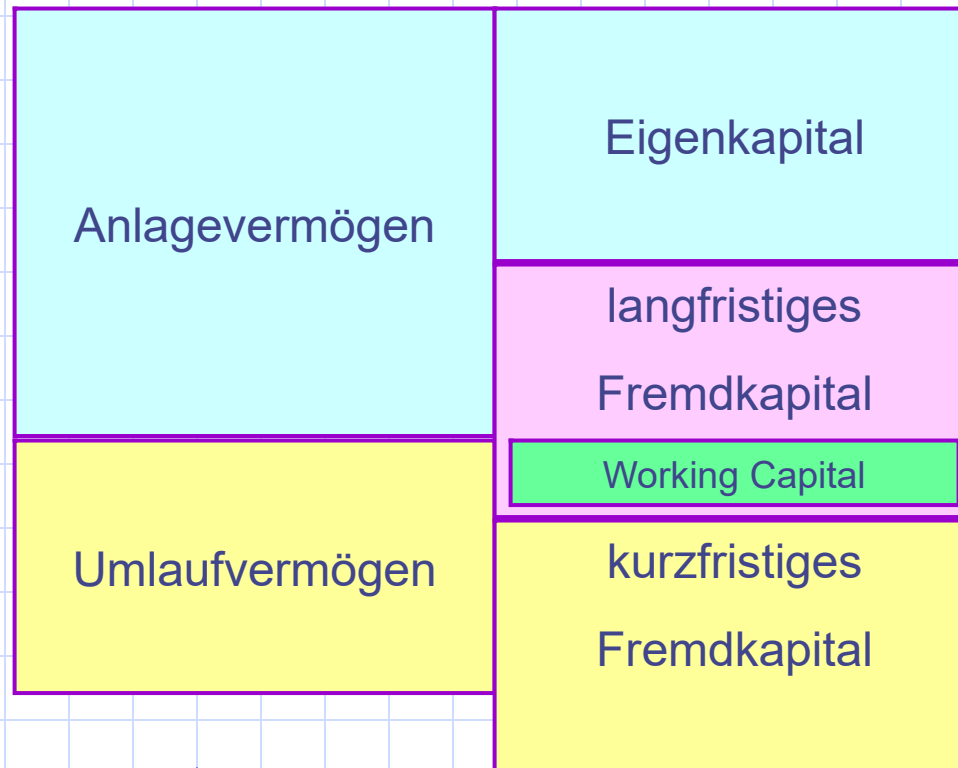 Anlagevermögen
Umlaufvermögen
Eigenkapital
langfristiges
Fremdkapital
Working Capital
kurzfristiges
Fremdkapital